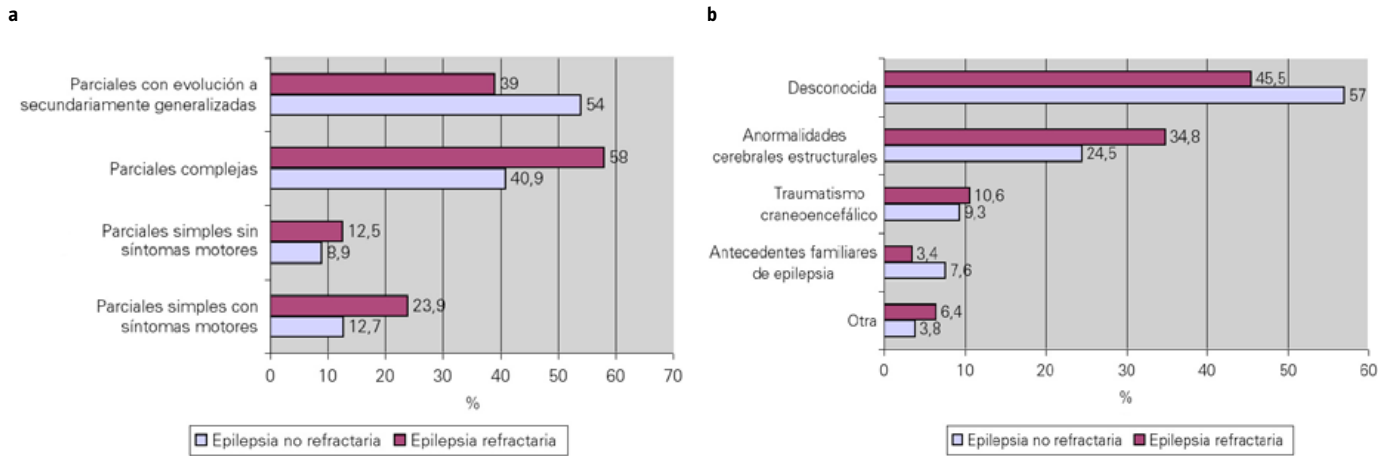 a
Parciales con evolución a
secundariamente generalizadas
39
54
Parciales complejas
58
40,9
Parciales simples sin
síntomas motores
12,5
8,9
Parciales simples con
síntomas motores
23,9
12,7
0 10 20 30 40 50 60 70
%
Epilepsia no refractaria Epilepsia refractaria
b
Desconocida
45,5
57
Anormalidades
cerebrales estructurales
34,8
24,5
Traumatismo
craneoencefálico
10,6
9,3
Antecedentes familiares
de epilepsia
3,4
7,6
Otra
6,4
3,8
0 10 20 30 40 50 60
%
Epilepsia no refractaria Epilepsia refractaria